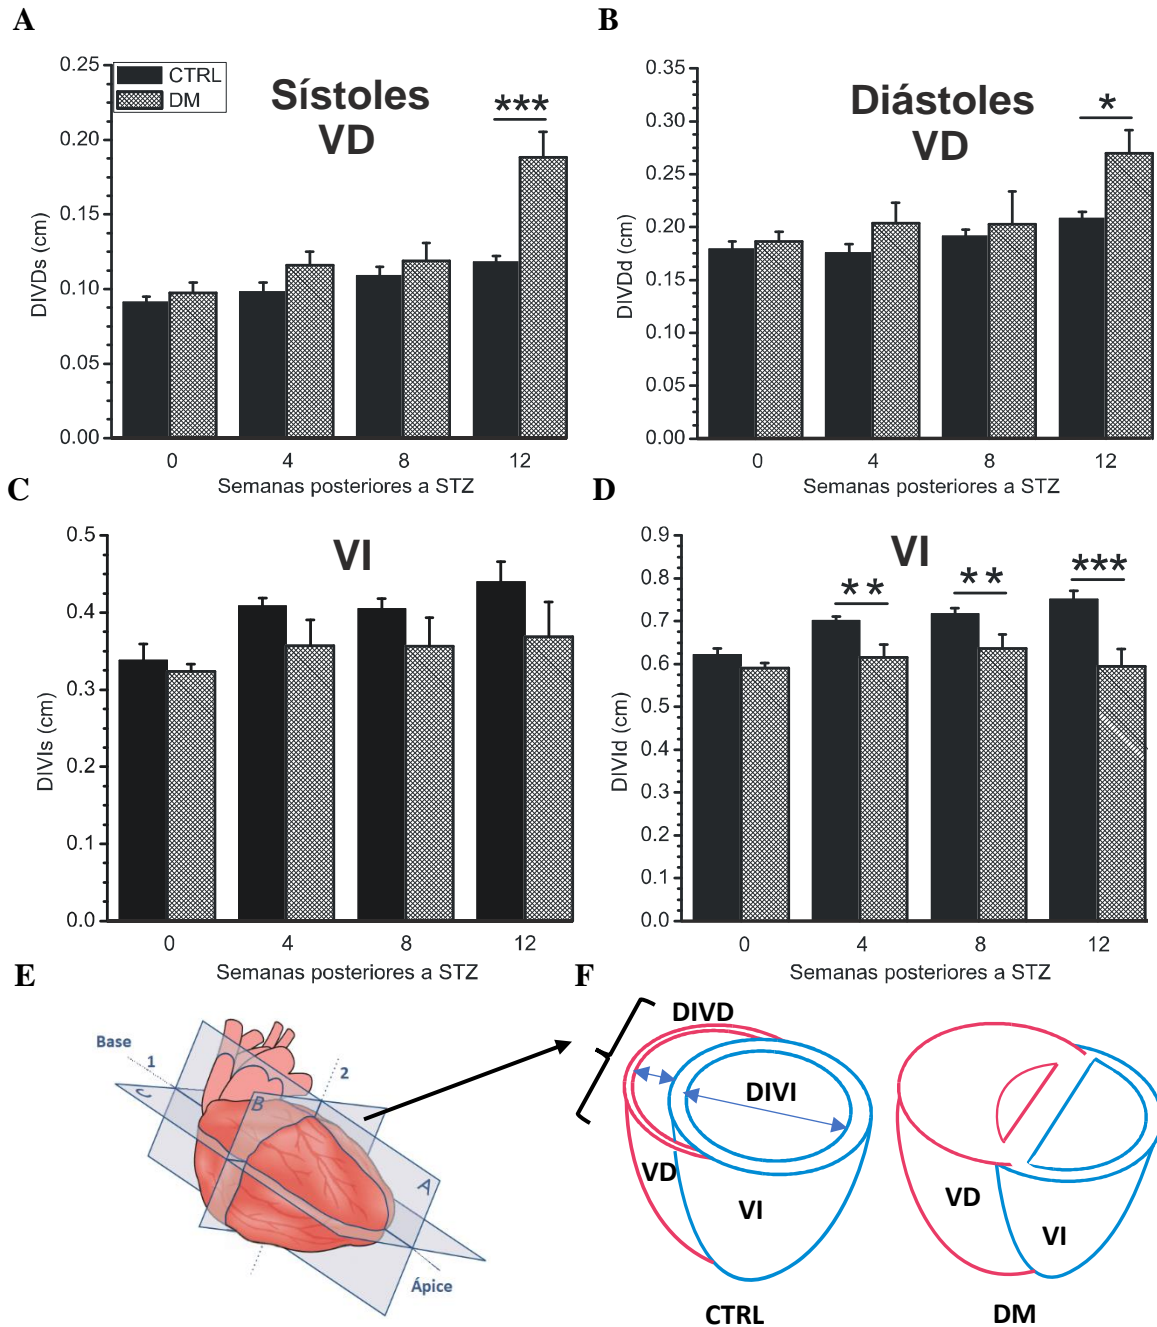 A
B
0.25
0.20
0.15
0.10
0.05
0.00
DIVDs (cm)
CTRL
DM
Sístoles
VD
***
0
4
8
12
Semanas posteriores a STZ
0.35
0.30
0.25
0.20
0.15
0.10
0.05
0.00
DIVDd (cm)
Diástoles
VD
*
0
4
8
12
Semanas posteriores a STZ
C
D
0.5
0.4
0.3
0.2
0.1
0.0
DIVIs (cm)
VI
0
4
8
12
Semanas posteriores a STZ
0.9
0.8
0.7
0.6
0.5
0.4
0.3
0.2
0.1
0.0
DIVId (cm)
VI
**
**
***
0
4
8
12
Semanas posteriores a STZ
E
F
Base
1
2
C
B
A
Ápice
DIVD
DIVI
VD
VI
CTRL
VD
VI
DM